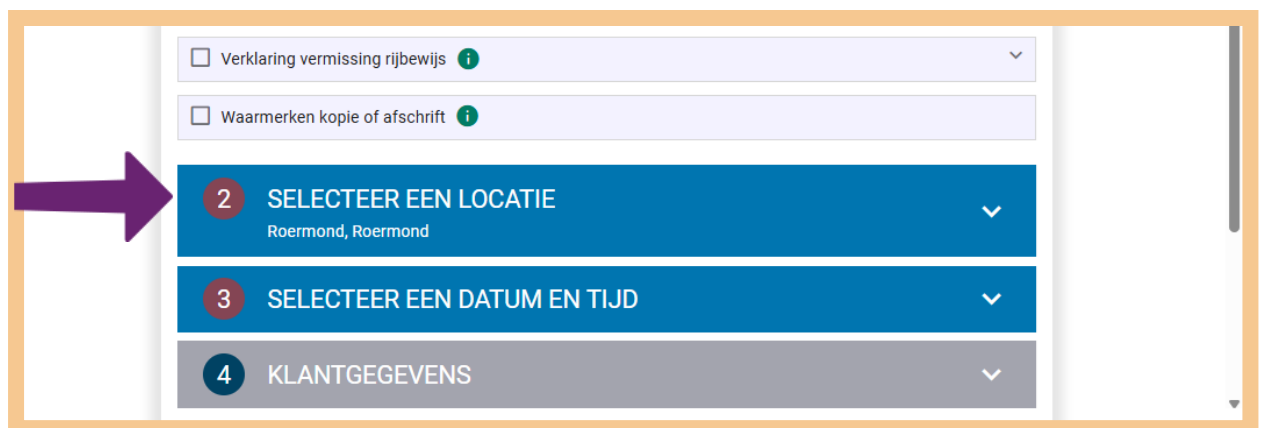 Verklaring vermissing rijbewijs i
Waarmerken kopie of afschrift i
2 SELECTEER EEN LOCATIE
Roermond, Roermond
3 SELECTEER EEN DATUM EN TIJD
4 KLANTGEGEVENS